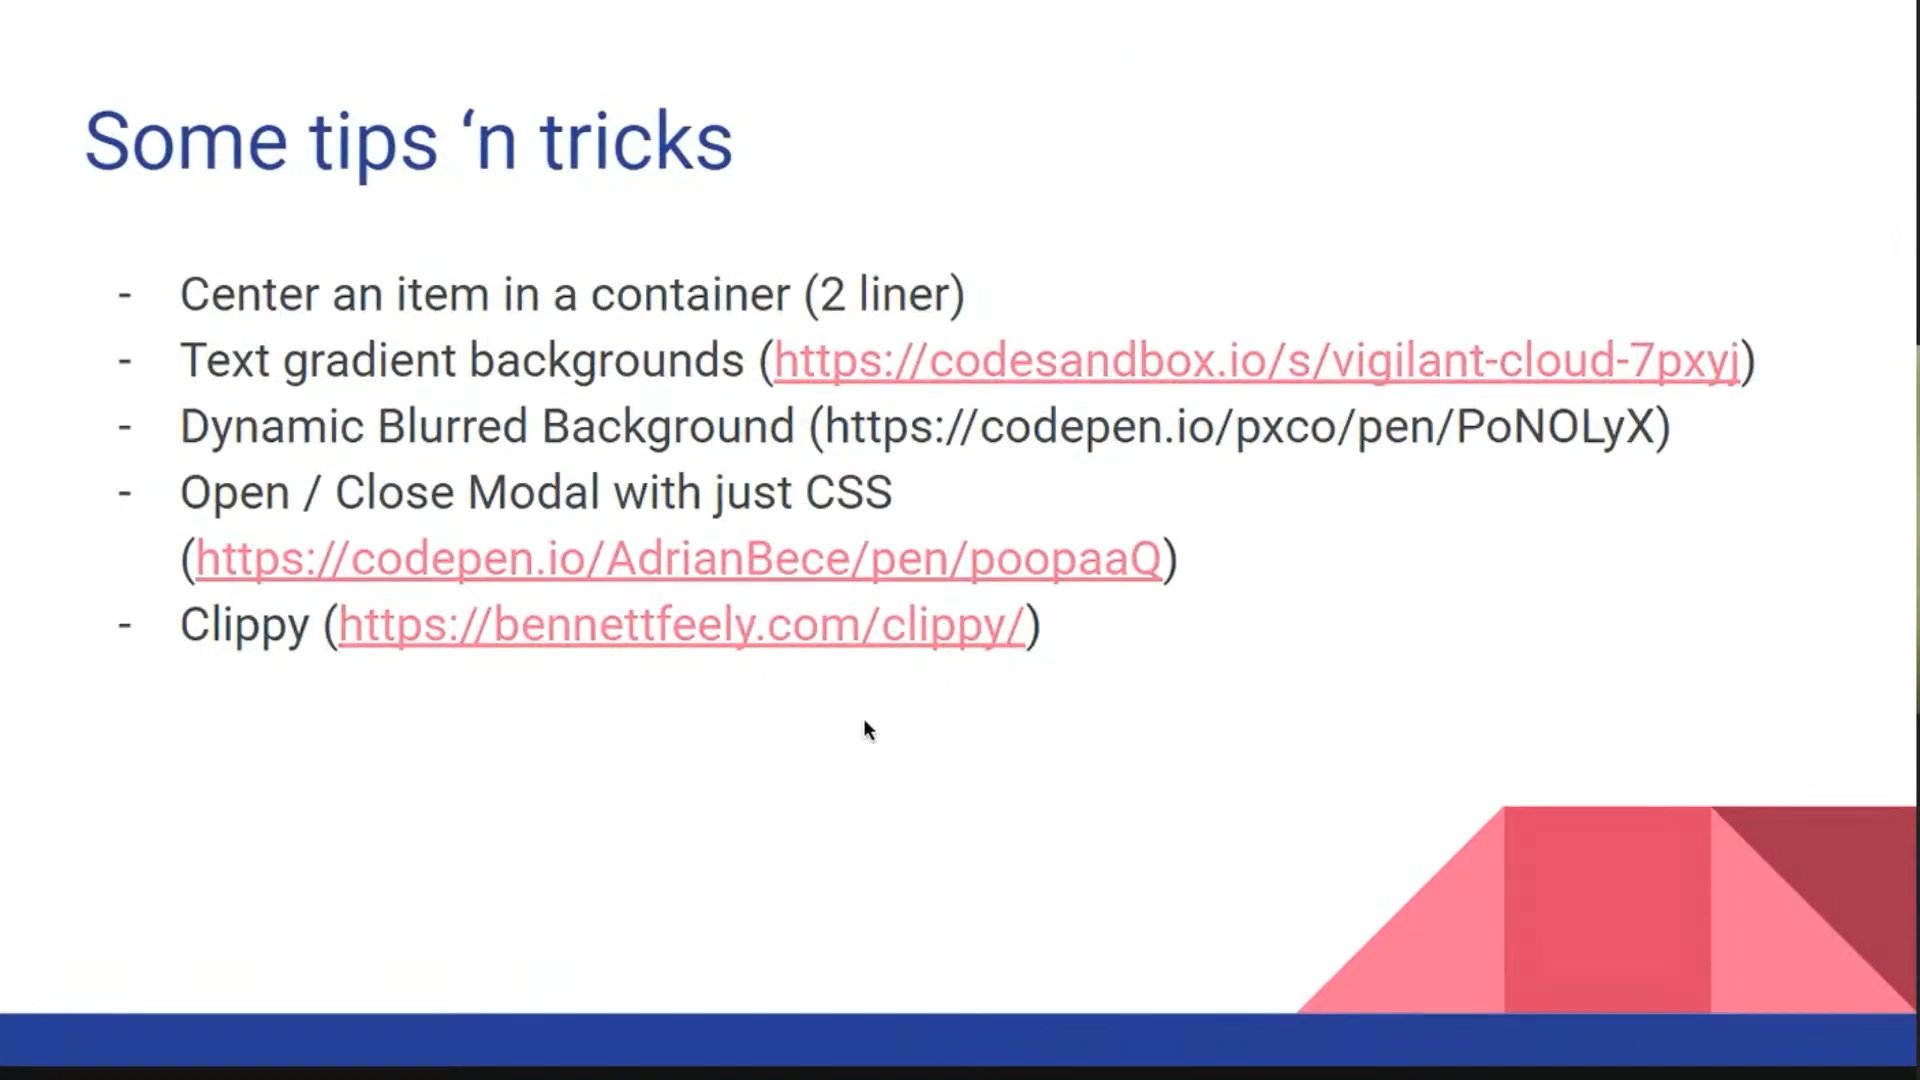 Some tips ‘n tricks
- Center an item in a container (2 liner)
- Text gradient backgrounds (https://codesandbox.io/s/vigilant-cloud-7pxyj)
- Dynamic Blurred Background (https://codepen.io/pxco/pen/PoNOLyX)
- Open / Close Modal with just CSS
(https://codepen.io/AdrianBece/pen/poopaaQ)
- Clippy (https://bennettfeely.com/clippy/)